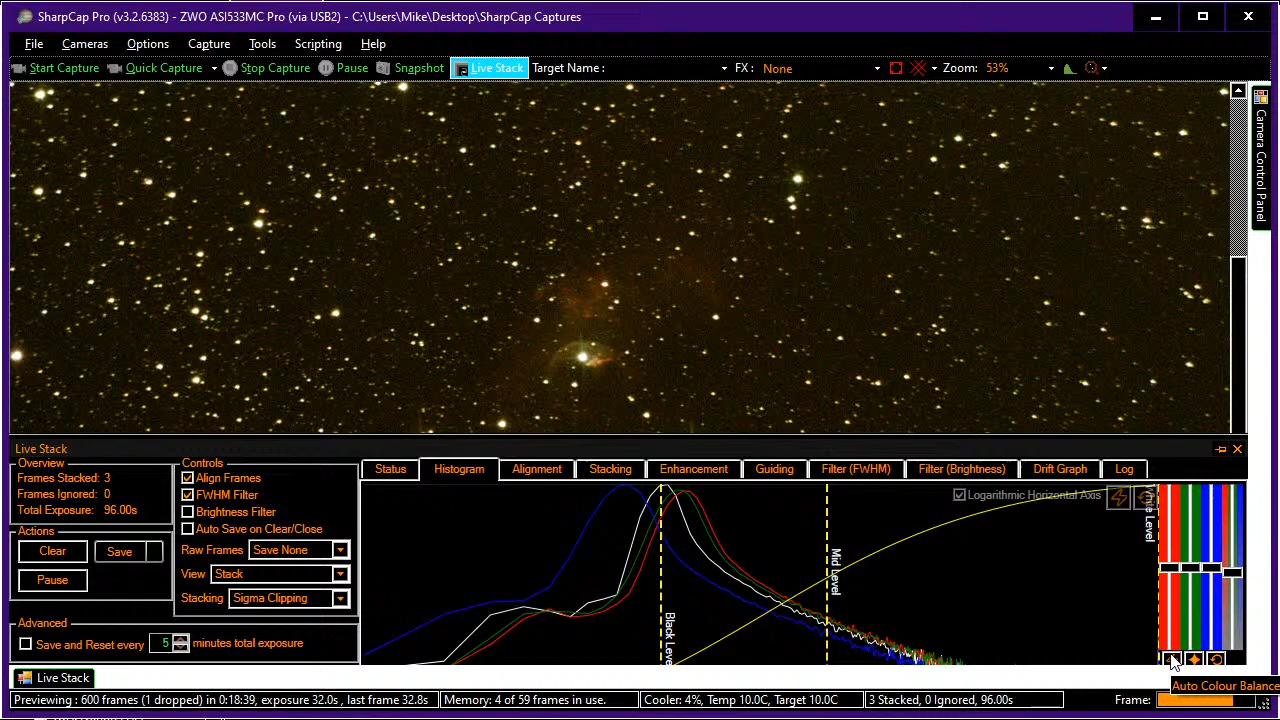 SharpCap Pro (v3.2.6383) - ZWO ASI533MC Pro (via USB2) - C:\Users\Mike\Desktop\SharpCap Captures
File Cameras Options Capture Tools Scripting Help
Start Capture Quick Capture Stop Capture Pause Snapshot Live Stack Target Name : FX : None Zoom: 53%
Camera Control Panel
Live Stack
Overview
Frames Stacked: 3
Frames Ignored: 0
Total Exposure: 96.00s
Actions
Clear Save
Pause
Controls
Align Frames
FWHM Filter
Brightness Filter
Auto Save on Clear/Close
Raw Frames Save None
View Stack
Stacking Sigma Clipping
Advanced
Save and Reset every 5 minutes total exposure
Status Histogram Alignment Stacking Enhancement Guiding Filter (FWHM) Filter (Brightness) Drift Graph Log
Logarithmic Horizontal Axis
Black Leve
Mid Level
White Level
Auto Colour Balance
Live Stack
Previewing : 600 frames (1 dropped) in 0:18:39, exposure 32.0s , last frame 32.8s Memory: 4 of 59 frames in use. Cooler: 4%, Temp 10.0C, Target 10.0C 3 Stacked, 0 Ignored, 96.00s Frame: